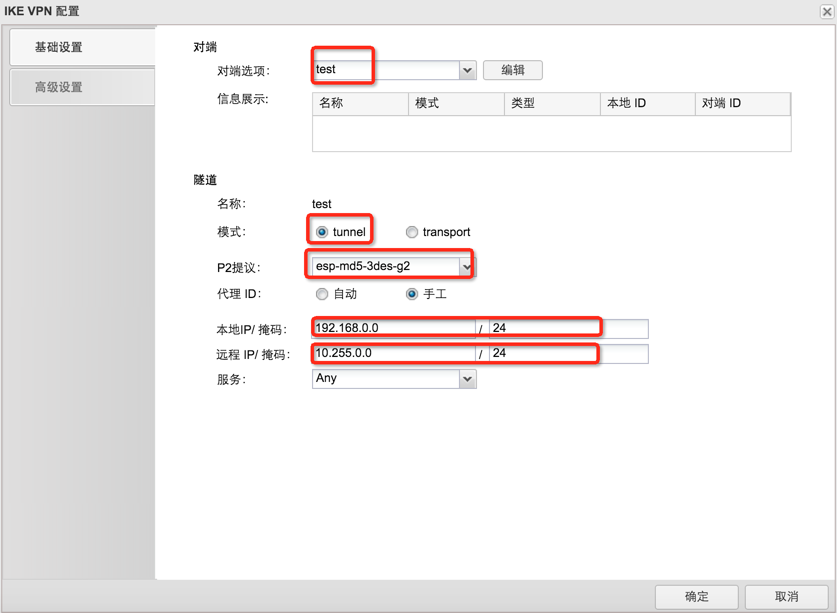 IKE VPN 配置
基础设置
高级设置
对端
对端选项: test 编辑
信息展示: 名称 模式 类型 本地 ID 对端 ID
隧道
名称: test
模式: tunnel transport
P2提议: esp-md5-3des-g2
代理 ID: 自动 手工
本地IP/ 掩码: 192.168.0.0 / 24
远程 IP/ 掩码: 10.255.0.0 / 24
服务: Any
确定 取消